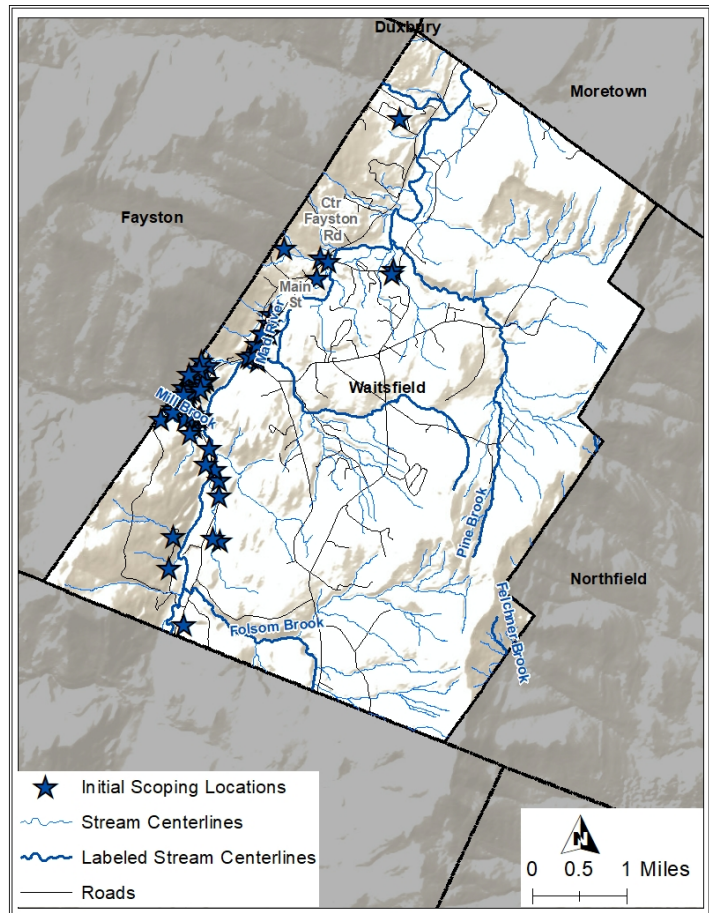 Duxbury
Moretown
Fayston
Ctr
Fayston
Rd
Main
St
Mad River
Waitsfield
Mill Brook
Pine Brook
Northfield
Felchner Brook
Folsom Brook
Initial Scoping Locations
Stream Centerlines
Labeled Stream Centerlines
Roads
N
0 0.5 1 Miles